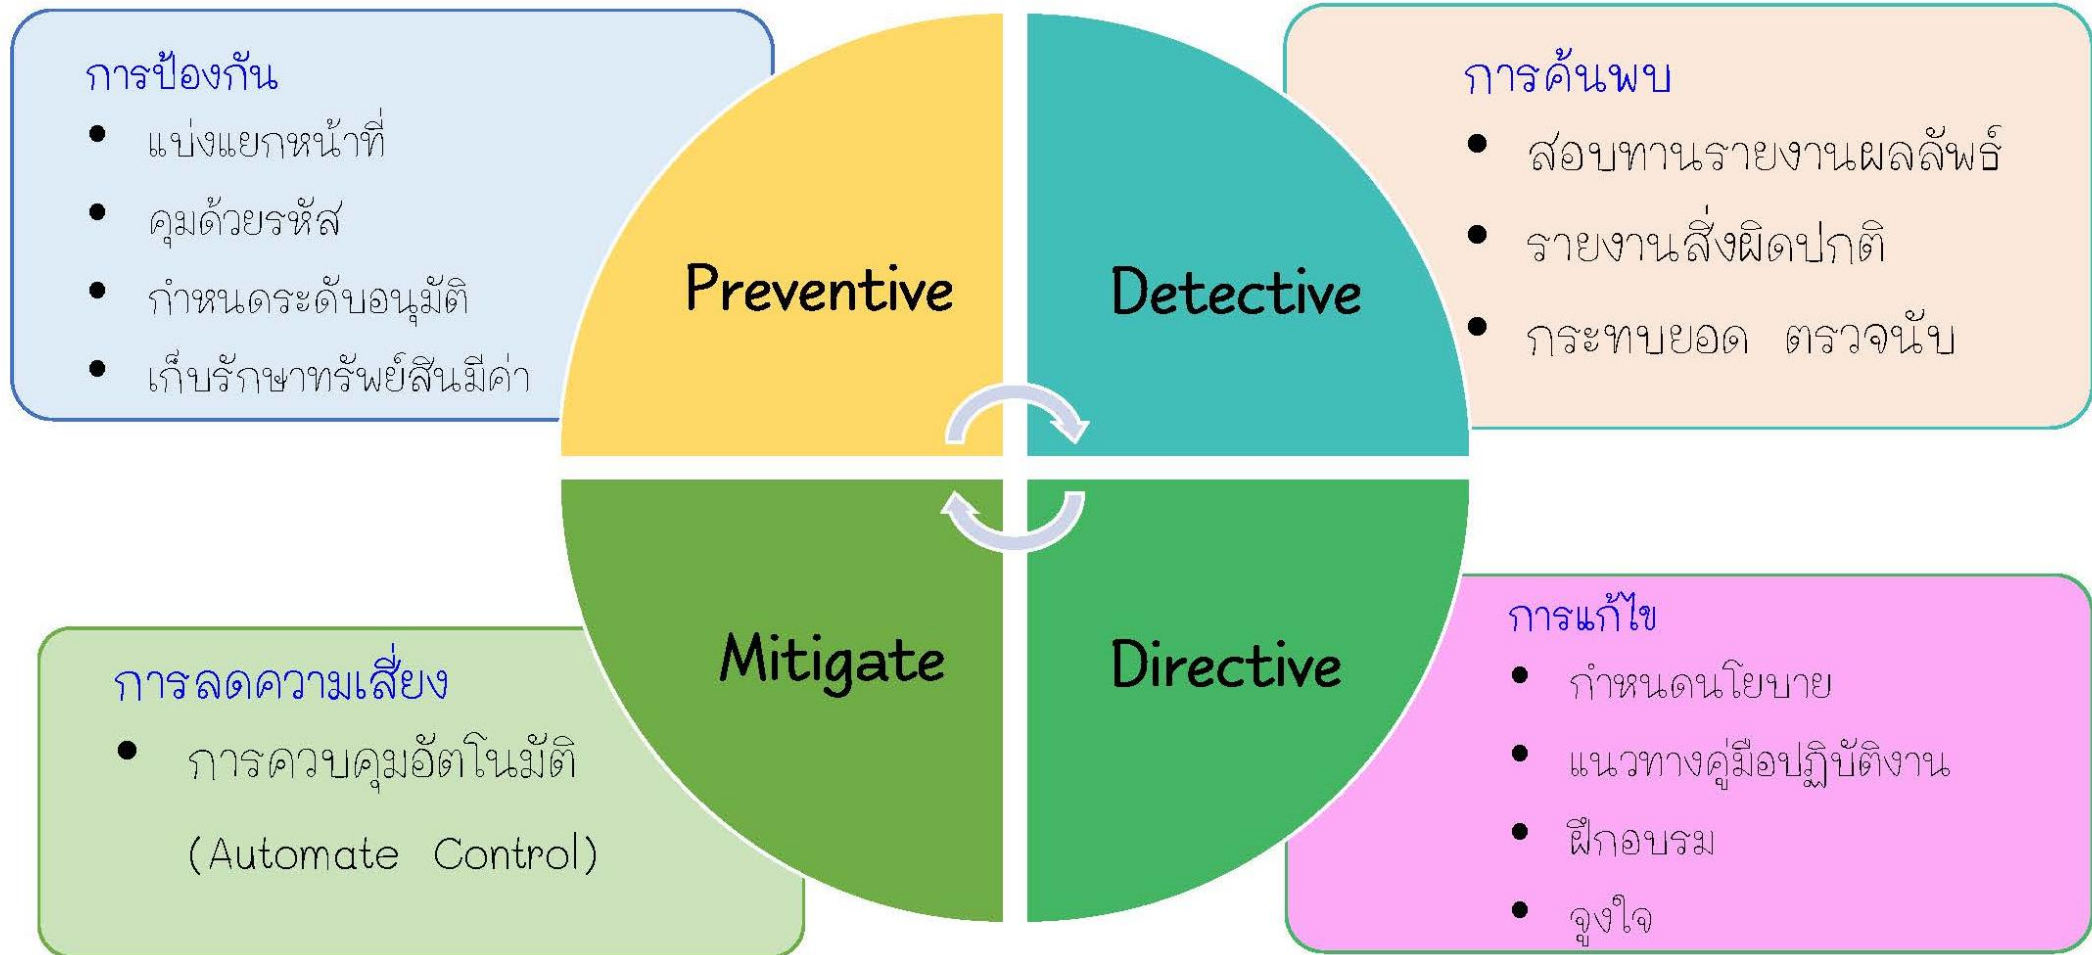 การป้องกัน
• แบ่งแยกหน้าที่
• คุมด้วยรหัส
• กำหนดระดับอนุมัติ
• เก็บรักษาทรัพย์สินมีค่า
Preventive
Detective
การค้นพบ
• สอบทานรายงานผลลัพธ์
• รายงานสิ่งผิดปกติ
• กระทบยอด ตรวจนับ
การลดความเสี่ยง
• การควบคุมอัตโนมัติ
(Automate Control)
Mitigate
Directive
การแก้ไข
• กำหนดนโยบาย
• แนวทางคู่มือปฏิบัติงาน
• ฝึกอบรม
• จูงใจ